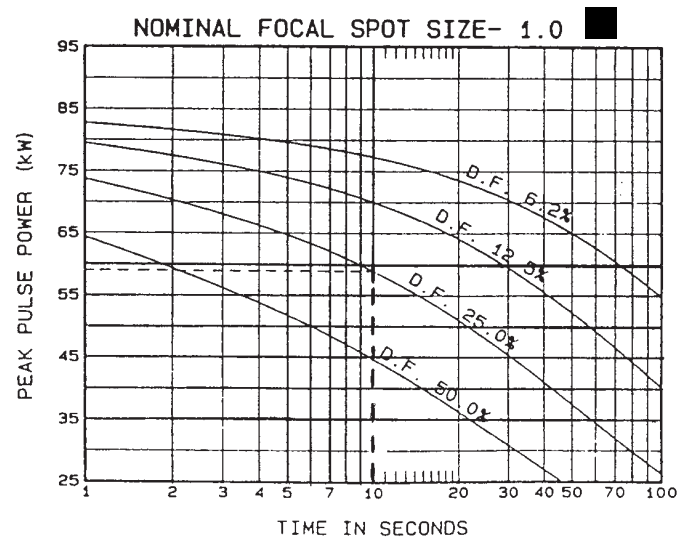 NOMINAL FOCAL SPOT SIZE- 1.0
PEAK PULSE POWER (KW)
95
85
75
65
55
45
35
25
D.F. 6.2%
D.F. 12.5%
D.F. 25.0%
D.F. 50.0%
1 2 3 4 5 7 10 20 30 40 50 70 100
TIME IN SECONDS